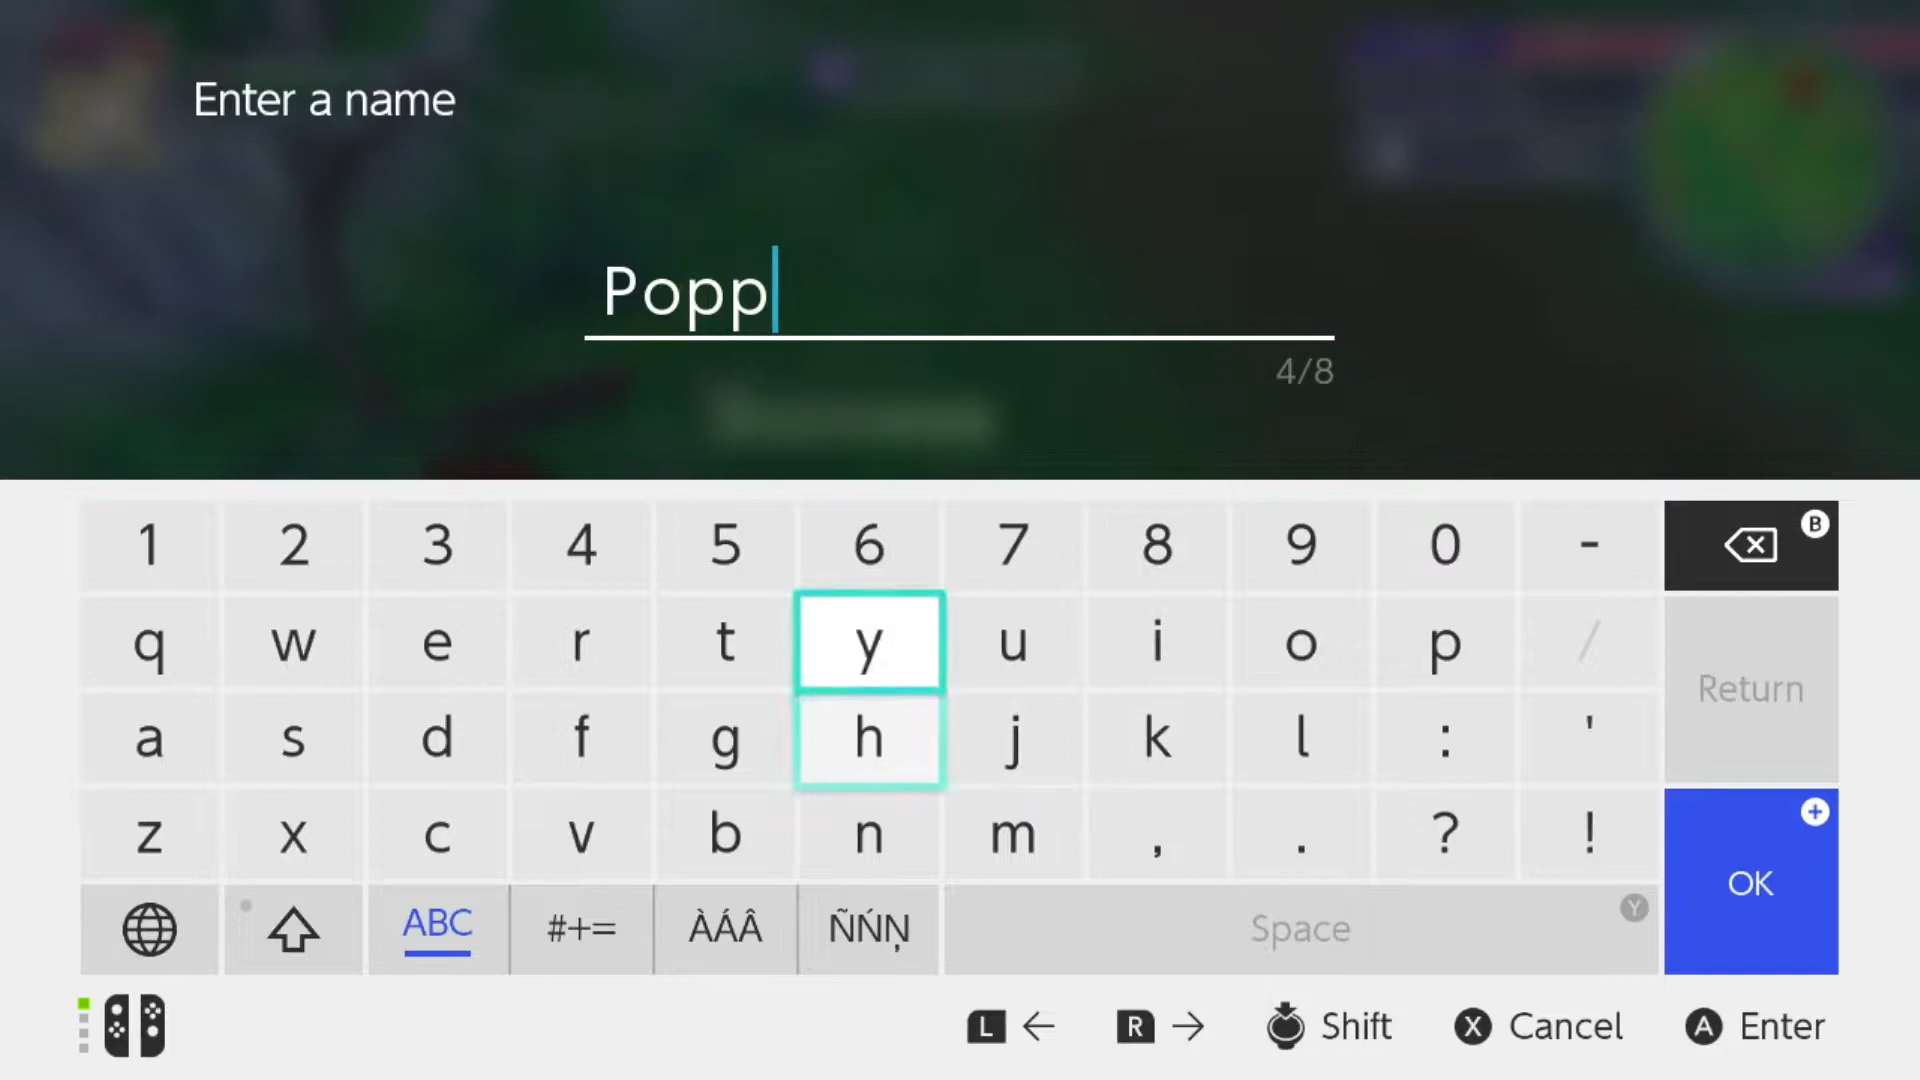 Enter a name
Popp
4/8
1 2 3 4 5 6 7 8 9 0 - B
q w e r t y u i o p /
Return
a s d f g h j k l : '
z x c v b n m , . ? ! +
OK
ABC #+= ÀÁÂ ÑŃŅ Space Y
L ← R → Shift X Cancel A Enter